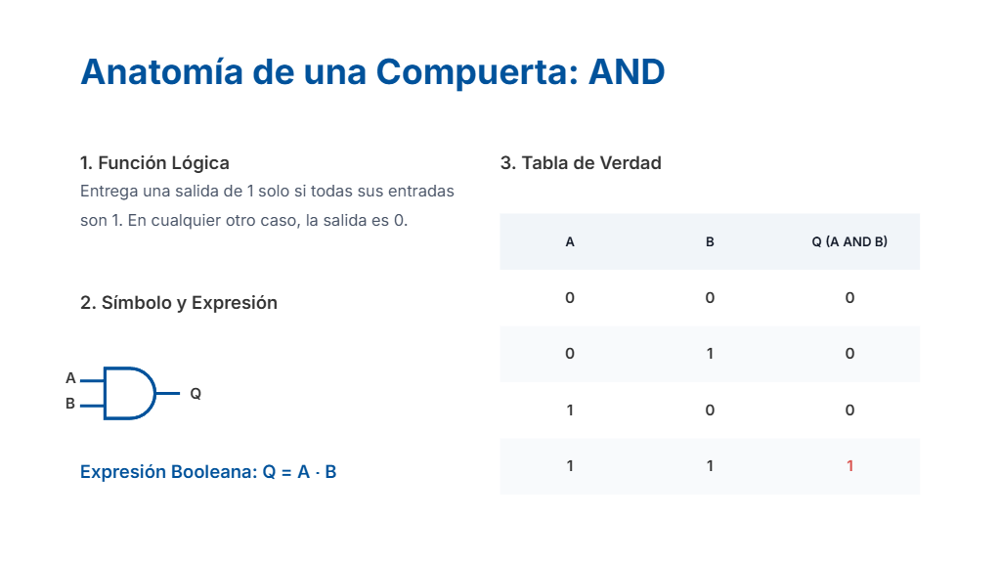 Anatomía de una Compuerta: AND
1. Función Lógica
Entrega una salida de 1 solo si todas sus entradas
son 1. En cualquier otro caso, la salida es 0.
2. Símbolo y Expresión
A
B
Q
Expresión Booleana: Q = A · B
3. Tabla de Verdad
A B Q (A AND B)
0 0 0
0 1 0
1 0 0
1 1 1